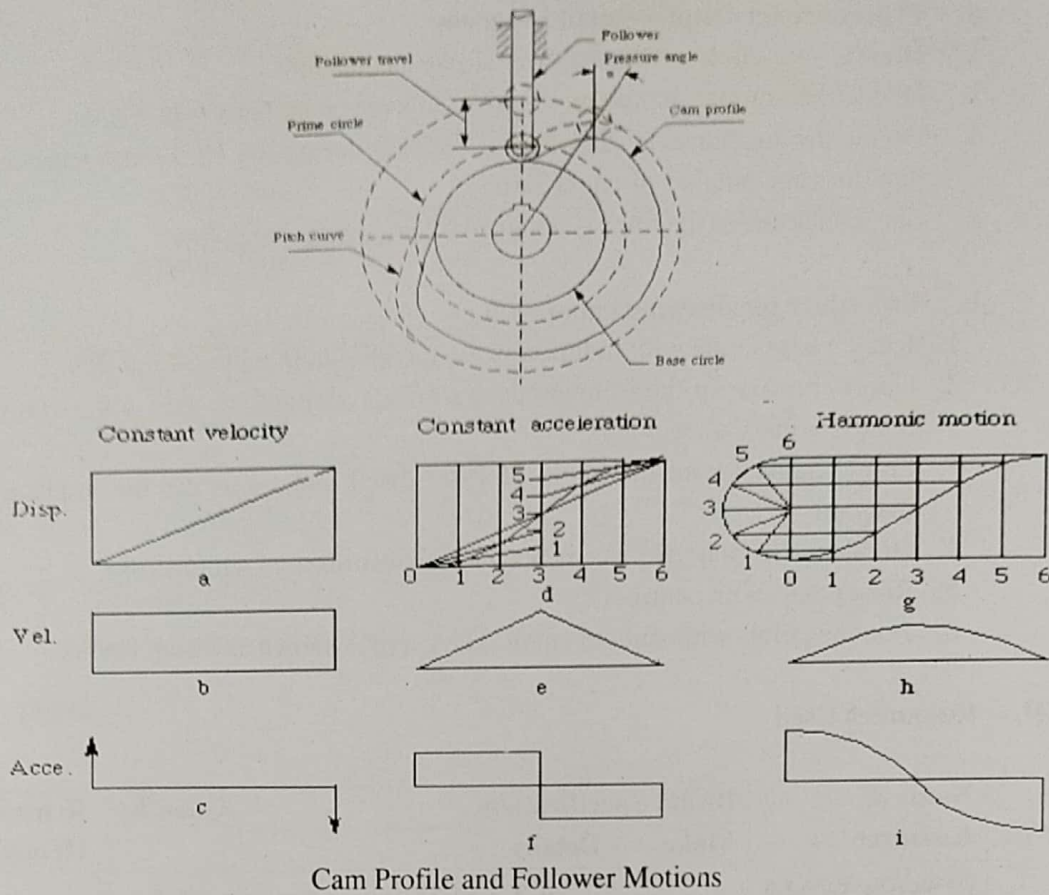 Follower
Follower travel
Pressure angle
α
Prime circle
Cam profile
Pitch curve
Base circle
Constant velocity
Constant acceleration
Harmonic motion
Disp.
5
4
3
2
1
0 1 2 3 4 5 6
6
5
4
3
2
1
0 1 2 3 4 5 6
a
d
g
Vel.
b
e
h
Acce.
c
f
i
Cam Profile and Follower Motions